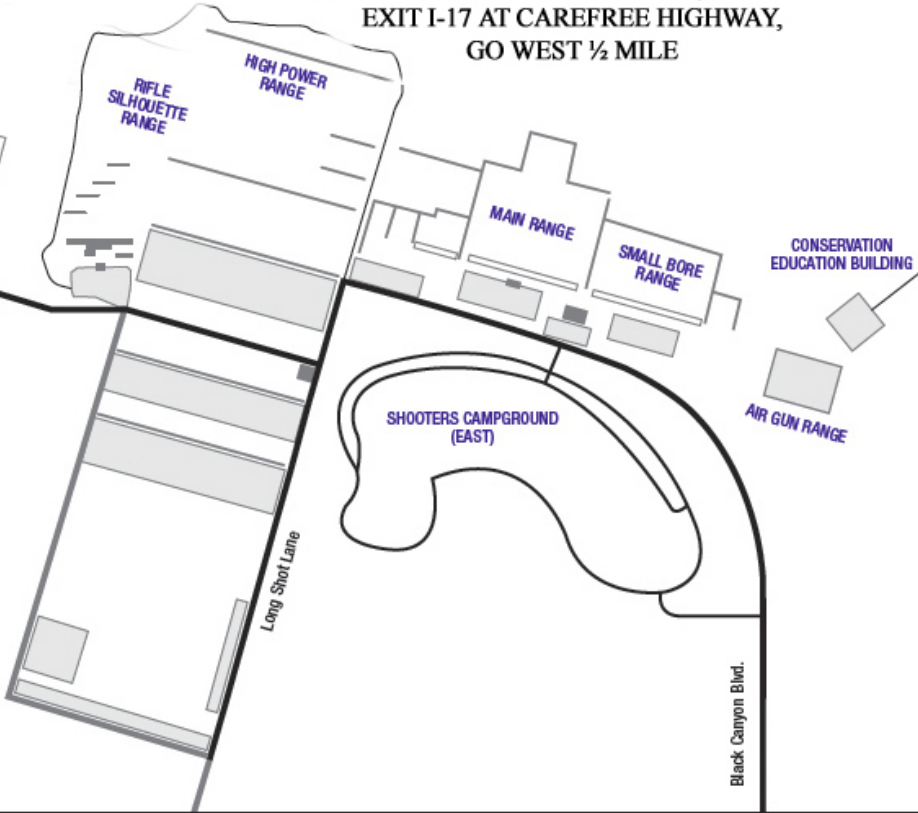 EXIT I-17 AT CAREFREE HIGHWAY,
GO WEST ½ MILE
HIGH POWER
RANGE
RIFLE
SILHOUETTE
RANGE
MAIN RANGE
SMALL BORE
RANGE
CONSERVATION
EDUCATION BUILDING
AIR GUN RANGE
SHOOTERS CAMPGROUND
(EAST)
Long Shot Lane
Black Canyon Blvd.